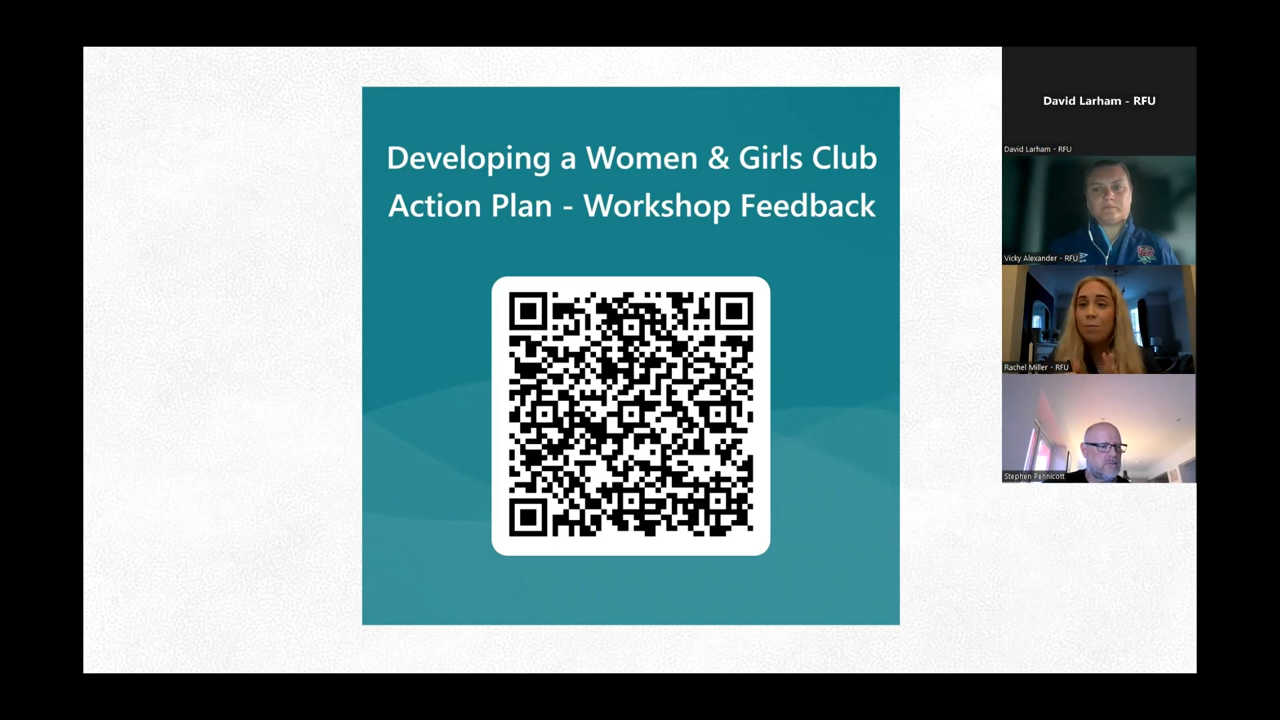 Developing a Women & Girls Club
Action Plan - Workshop Feedback
David Larham - RFU
David Larham - RFU
Vicky Alexander - RFU
Rachel Miller - RFU
Stephen Pennicott